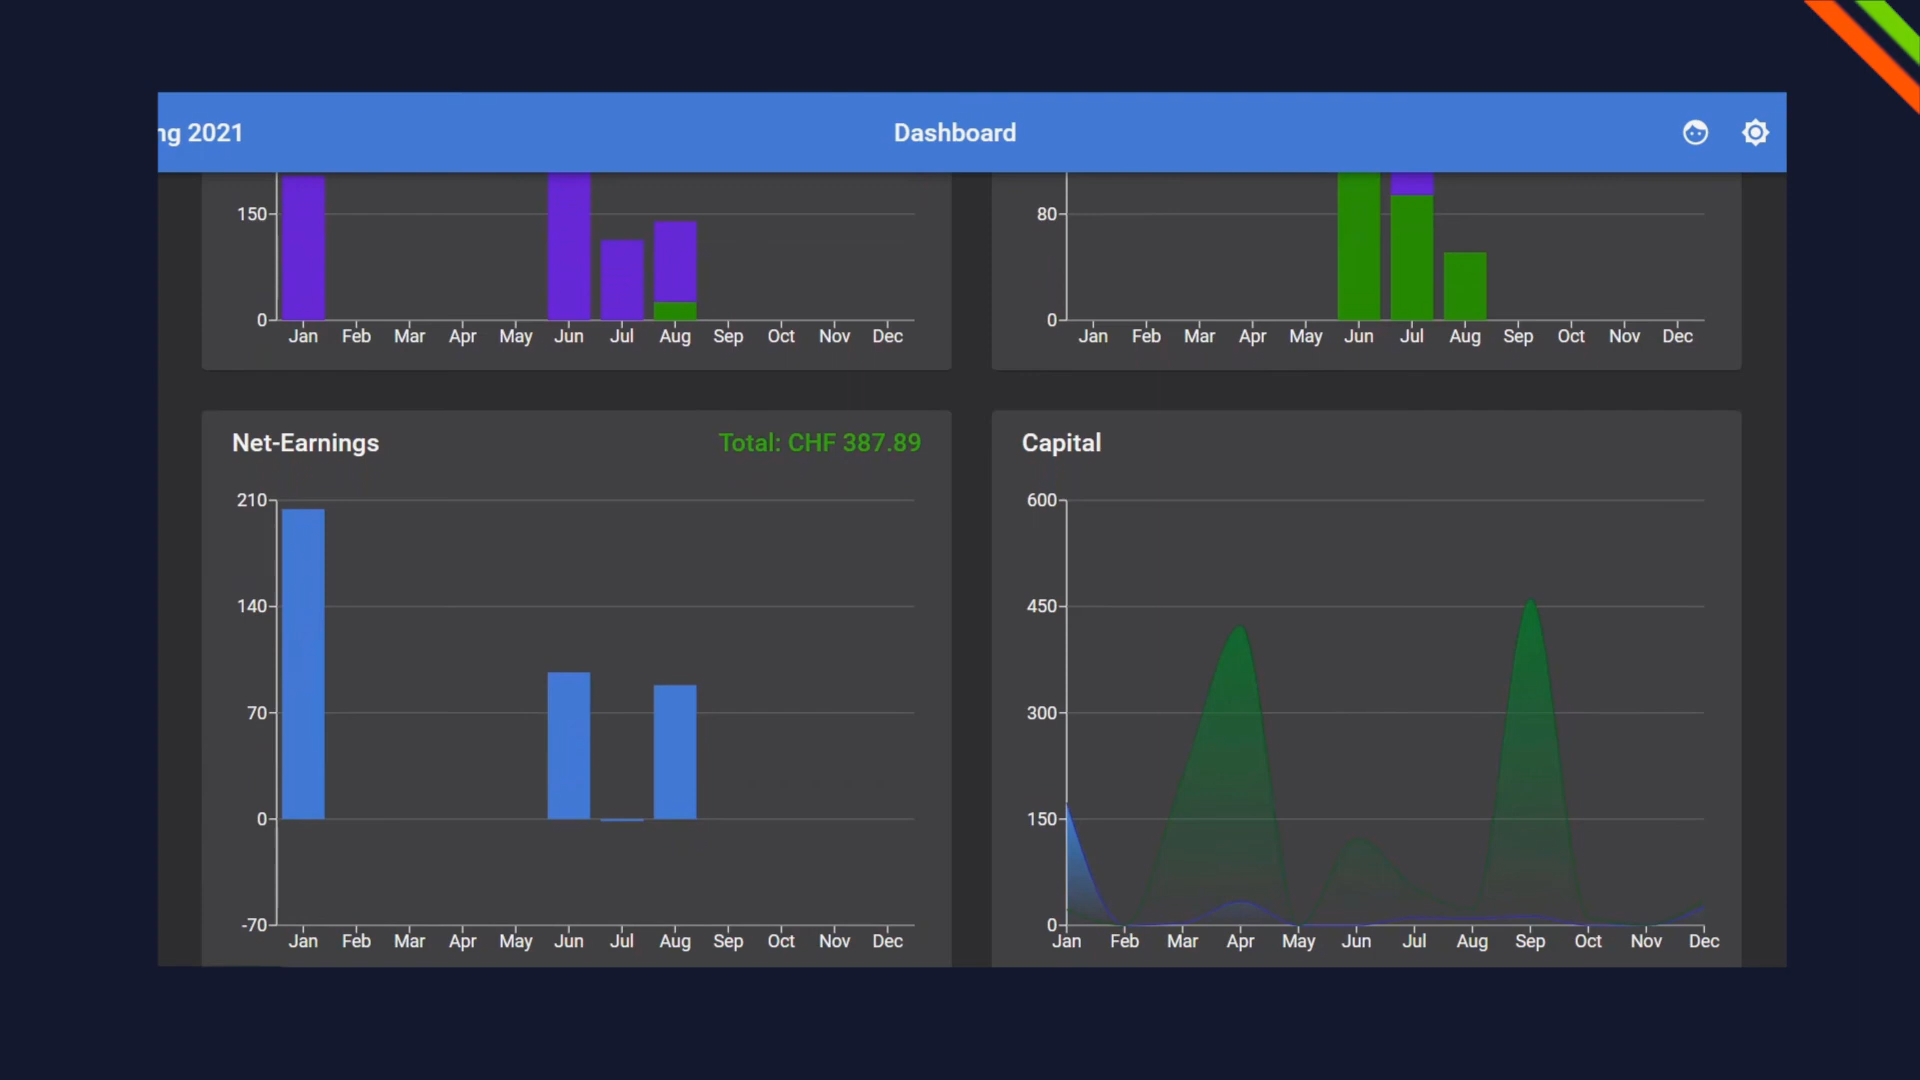 ng 2021 Dashboard
150
0
Jan Feb Mar Apr May Jun Jul Aug Sep Oct Nov Dec
80
0
Jan Feb Mar Apr May Jun Jul Aug Sep Oct Nov Dec
Net-Earnings Total: CHF 387.89
210
140
70
0
-70
Jan Feb Mar Apr May Jun Jul Aug Sep Oct Nov Dec
Capital
600
450
300
150
0
Jan Feb Mar Apr May Jun Jul Aug Sep Oct Nov Dec